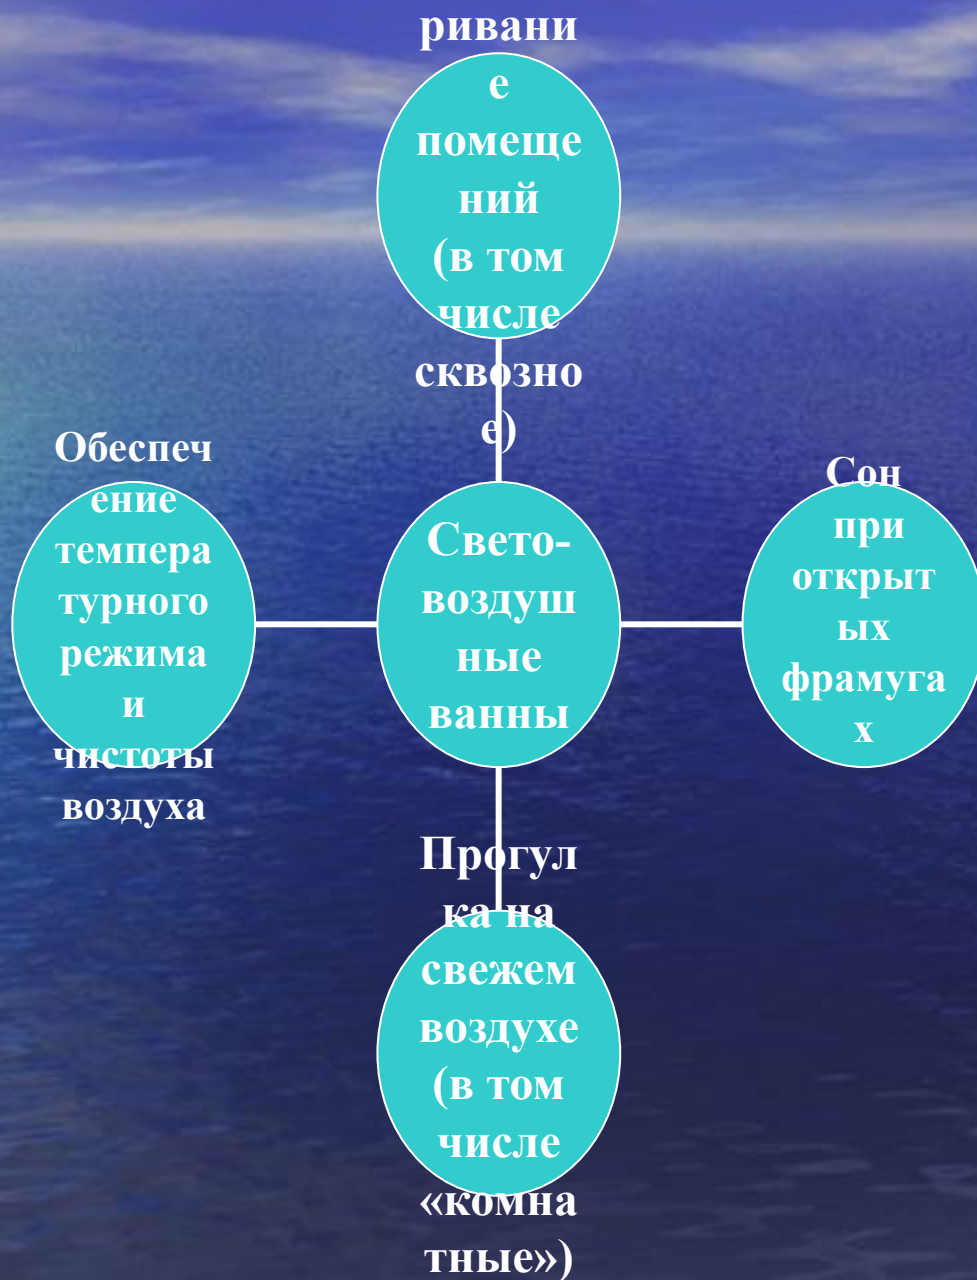 ривани
е
помеще
ний
(в том
числе
сквозно
е)
Обеспеч
ение
темпера
турного
режима
и
чистоты
воздуха
Свето-
воздуш
ные
ванны
Сон
при
открыт
ых
фрамуга
х
Прогул
ка на
свежем
воздухе
(в том
числе
«комна
тные»)